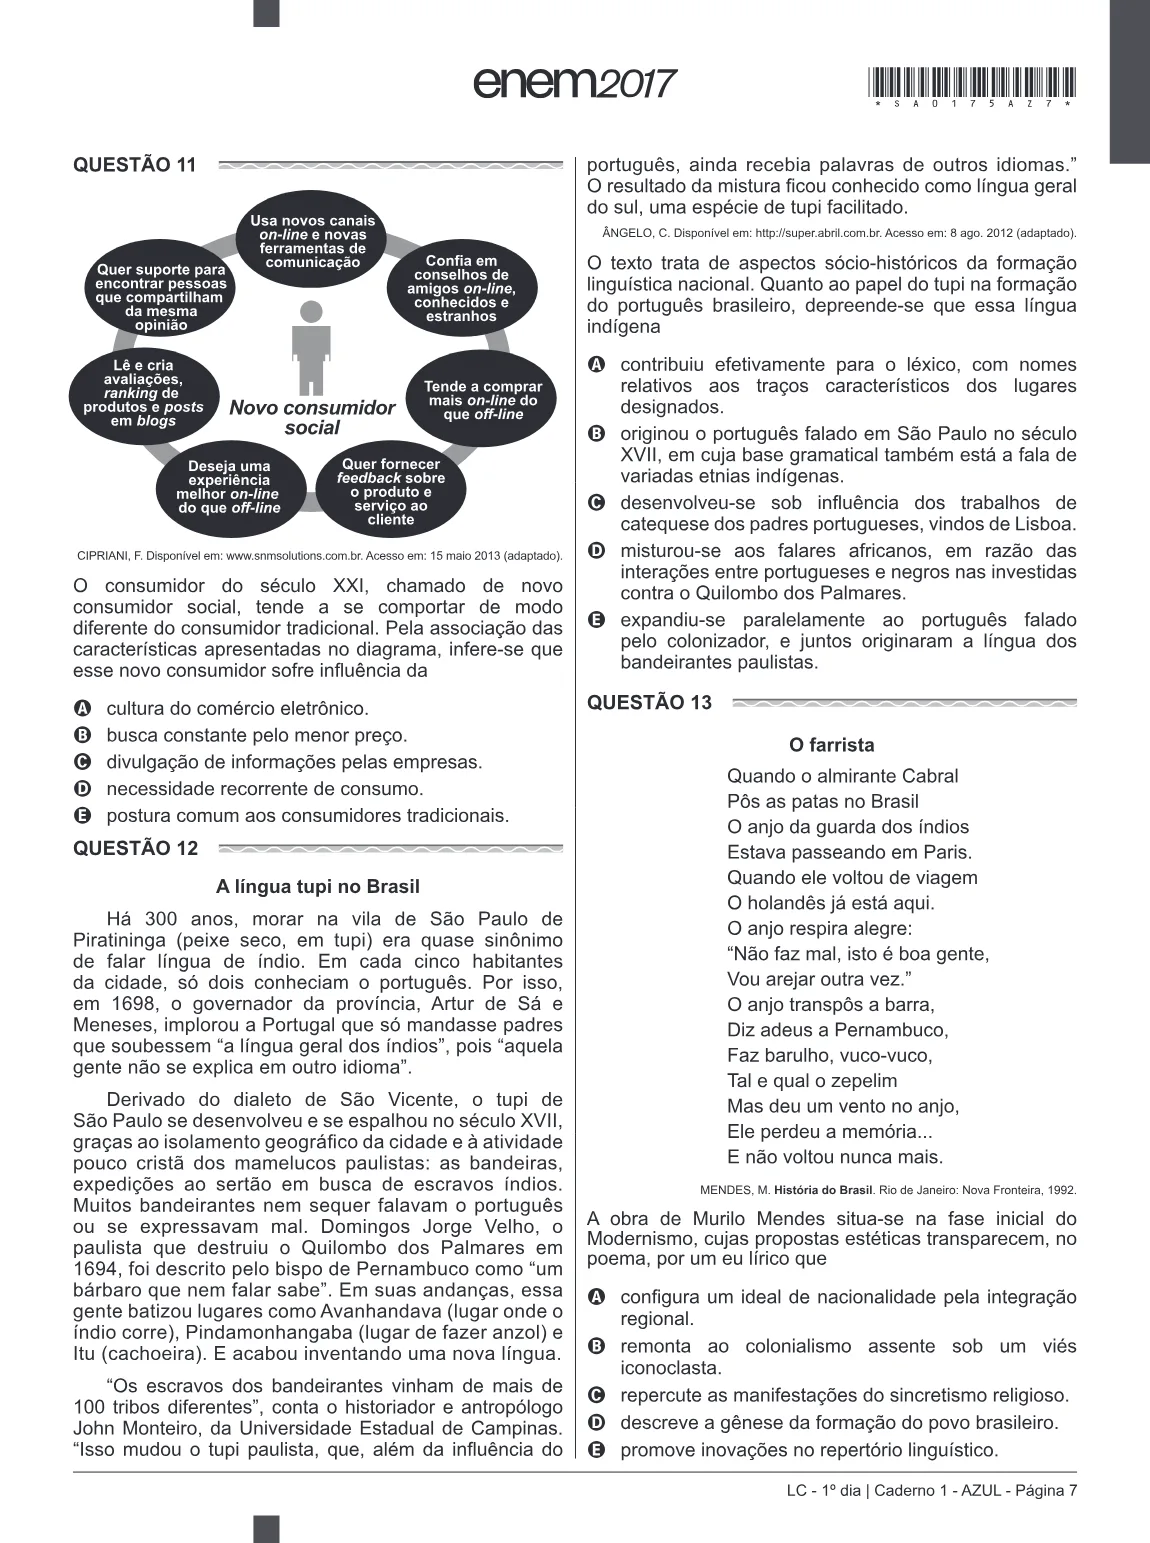 enem2017
*SA0175AZ7*
QUESTÃO 11
Usa novos canais
on-line e novas
ferramentas de
comunicação
Confia em
conselhos de
amigos on-line,
conhecidos e
estranhos
Tende a comprar
mais on-line do
que off-line
Quer fornecer
feedback sobre
o produto e
serviço ao
cliente
Deseja uma
experiência
melhor on-line
do que off-line
Lê e cria
avaliações,
ranking de
produtos e posts
em blogs
Quer suporte para
encontrar pessoas
que compartilham
da mesma
opinião
Novo consumidor
social
CIPRIANI, F. Disponível em: www.snmsolutions.com.br. Acesso em: 15 maio 2013 (adaptado).
O consumidor do século XXI, chamado de novo
consumidor social, tende a se comportar de modo
diferente do consumidor tradicional. Pela associação das
características apresentadas no diagrama, infere-se que
esse novo consumidor sofre influência da
A cultura do comércio eletrônico.
B busca constante pelo menor preço.
C divulgação de informações pelas empresas.
D necessidade recorrente de consumo.
E postura comum aos consumidores tradicionais.
QUESTÃO 12
A língua tupi no Brasil
Há 300 anos, morar na vila de São Paulo de
Piratininga (peixe seco, em tupi) era quase sinônimo
de falar língua de índio. Em cada cinco habitantes
da cidade, só dois conheciam o português. Por isso,
em 1698, o governador da província, Artur de Sá e
Meneses, implorou a Portugal que só mandasse padres
que soubessem “a língua geral dos índios”, pois “aquela
gente não se explica em outro idioma”.
Derivado do dialeto de São Vicente, o tupi de
São Paulo se desenvolveu e se espalhou no século XVII,
graças ao isolamento geográfico da cidade e à atividade
pouco cristã dos mamelucos paulistas: as bandeiras,
expedições ao sertão em busca de escravos índios.
Muitos bandeirantes nem sequer falavam o português
ou se expressavam mal. Domingos Jorge Velho, o
paulista que destruiu o Quilombo dos Palmares em
1694, foi descrito pelo bispo de Pernambuco como “um
bárbaro que nem falar sabe”. Em suas andanças, essa
gente batizou lugares como Avanhandava (lugar onde o
índio corre), Pindamonhangaba (lugar de fazer anzol) e
Itu (cachoeira). E acabou inventando uma nova língua.
“Os escravos dos bandeirantes vinham de mais de
100 tribos diferentes”, conta o historiador e antropólogo
John Monteiro, da Universidade Estadual de Campinas.
“Isso mudou o tupi paulista, que, além da influência do
português, ainda recebia palavras de outros idiomas.”
O resultado da mistura ficou conhecido como língua geral
do sul, uma espécie de tupi facilitado.
ÂNGELO, C. Disponível em: http://super.abril.com.br. Acesso em: 8 ago. 2012 (adaptado).
O texto trata de aspectos sócio-históricos da formação
linguística nacional. Quanto ao papel do tupi na formação
do português brasileiro, depreende-se que essa língua
indígena
A contribuiu efetivamente para o léxico, com nomes
relativos aos traços característicos dos lugares
designados.
B originou o português falado em São Paulo no século
XVII, em cuja base gramatical também está a fala de
variadas etnias indígenas.
C desenvolveu-se sob influência dos trabalhos de
catequese dos padres portugueses, vindos de Lisboa.
D misturou-se aos falares africanos, em razão das
interações entre portugueses e negros nas investidas
contra o Quilombo dos Palmares.
E expandiu-se paralelamente ao português falado
pelo colonizador, e juntos originaram a língua dos
bandeirantes paulistas.
QUESTÃO 13
O farrista
Quando o almirante Cabral
Pôs as patas no Brasil
O anjo da guarda dos índios
Estava passeando em Paris.
Quando ele voltou de viagem
O holandês já está aqui.
O anjo respira alegre:
“Não faz mal, isto é boa gente,
Vou arejar outra vez.”
O anjo transpôs a barra,
Diz adeus a Pernambuco,
Faz barulho, vuco-vuco,
Tal e qual o zepelim
Mas deu um vento no anjo,
Ele perdeu a memória...
E não voltou nunca mais.
MENDES, M. História do Brasil. Rio de Janeiro: Nova Fronteira, 1992.
A obra de Murilo Mendes situa-se na fase inicial do
Modernismo, cujas propostas estéticas transparecem, no
poema, por um eu lírico que
A configura um ideal de nacionalidade pela integração
regional.
B remonta ao colonialismo assente sob um viés
iconoclasta.
C repercute as manifestações do sincretismo religioso.
D descreve a gênese da formação do povo brasileiro.
E promove inovações no repertório linguístico.
LC - 1º dia | Caderno 1 - AZUL - Página 7